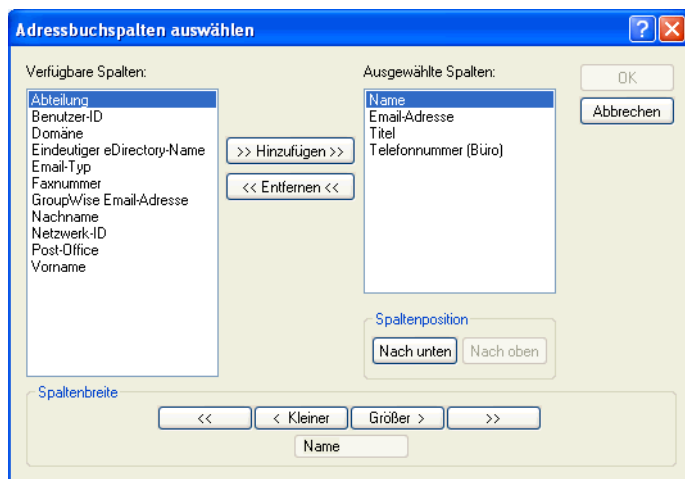 Adressbuchspalten auswählen
Verfügbare Spalten:
Abteilung
Benutzer-ID
Domäne
Eindeutiger eDirectory-Name
Email-Typ
Faxnummer
GroupWise Email-Adresse
Nachname
Netzwerk-ID
Post-Office
Vorname
>> Hinzufügen >>
<< Entfernen <<
Ausgewählte Spalten:
Name
Email-Adresse
Titel
Telefonnummer (Büro)
OK
Abbrechen
Spaltenposition
Nach unten
Nach oben
Spaltenbreite
<<
< Kleiner
Größer >
>>
Name